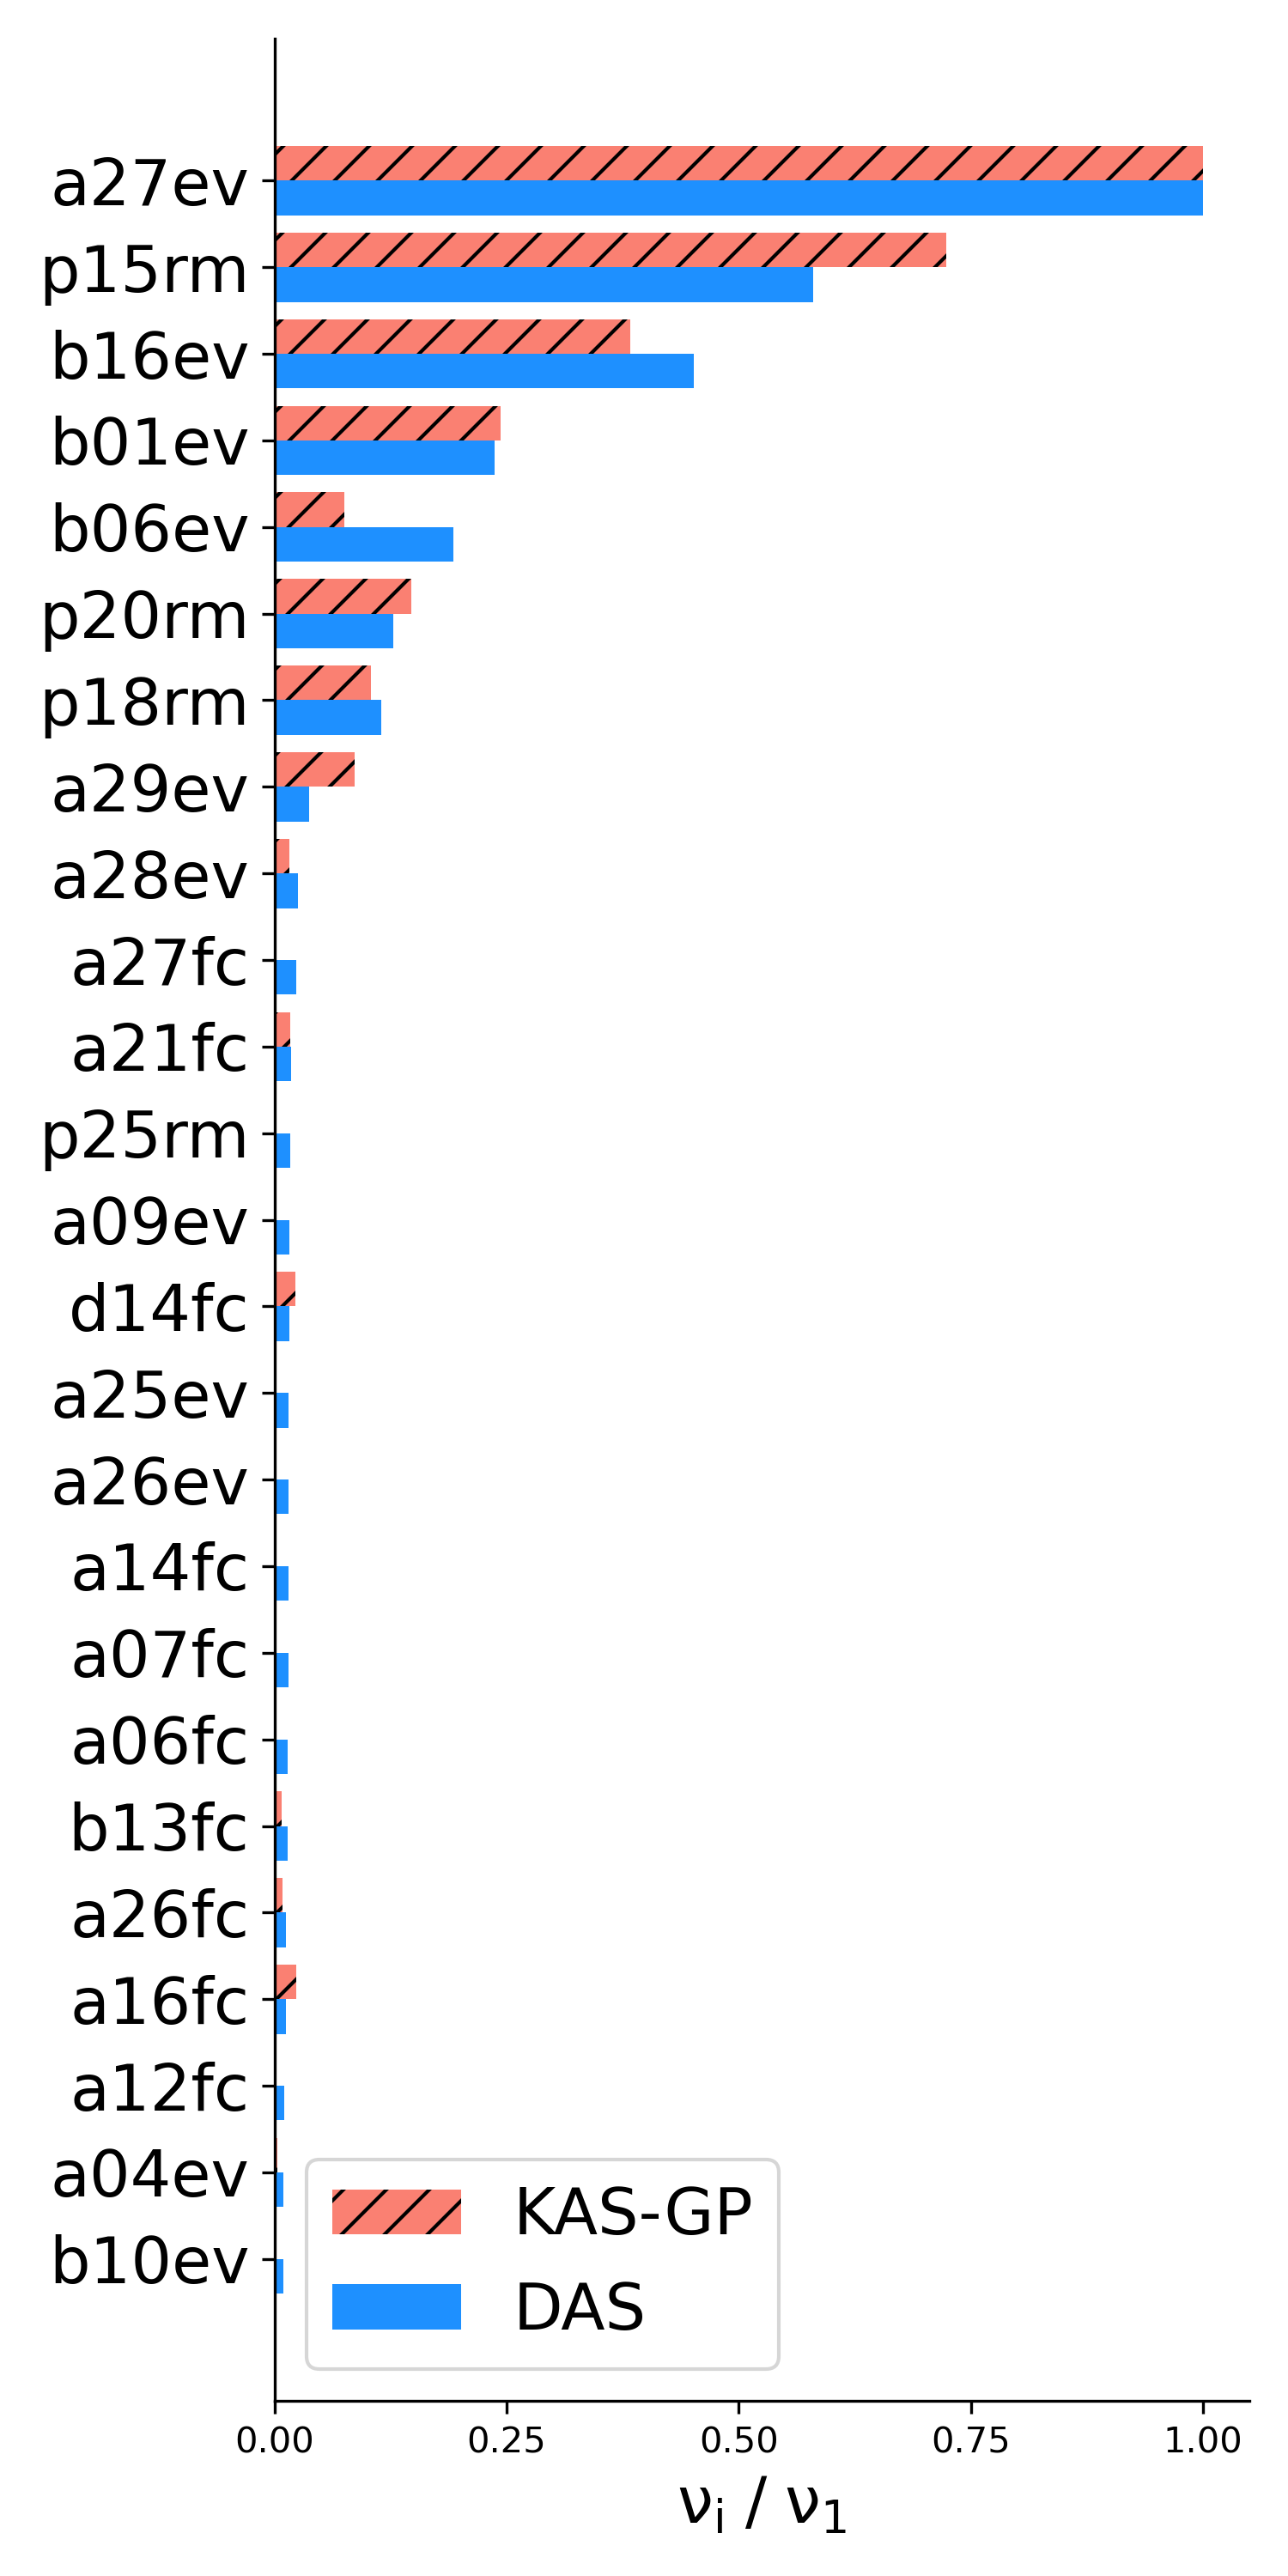 a27ev
p15rm
b16ev
b01ev
b06ev
p20rm
p18rm
a29ev
a28ev
a27fc
a21fc
p25rm
a09ev
d14fc
a25ev
a26ev
a14fc
a07fc
a06fc
b13fc
a26fc
a16fc
a12fc
a04ev
b10ev
KAS-GP
DAS
0.00 0.25 0.50 0.75 1.00
νi / ν1